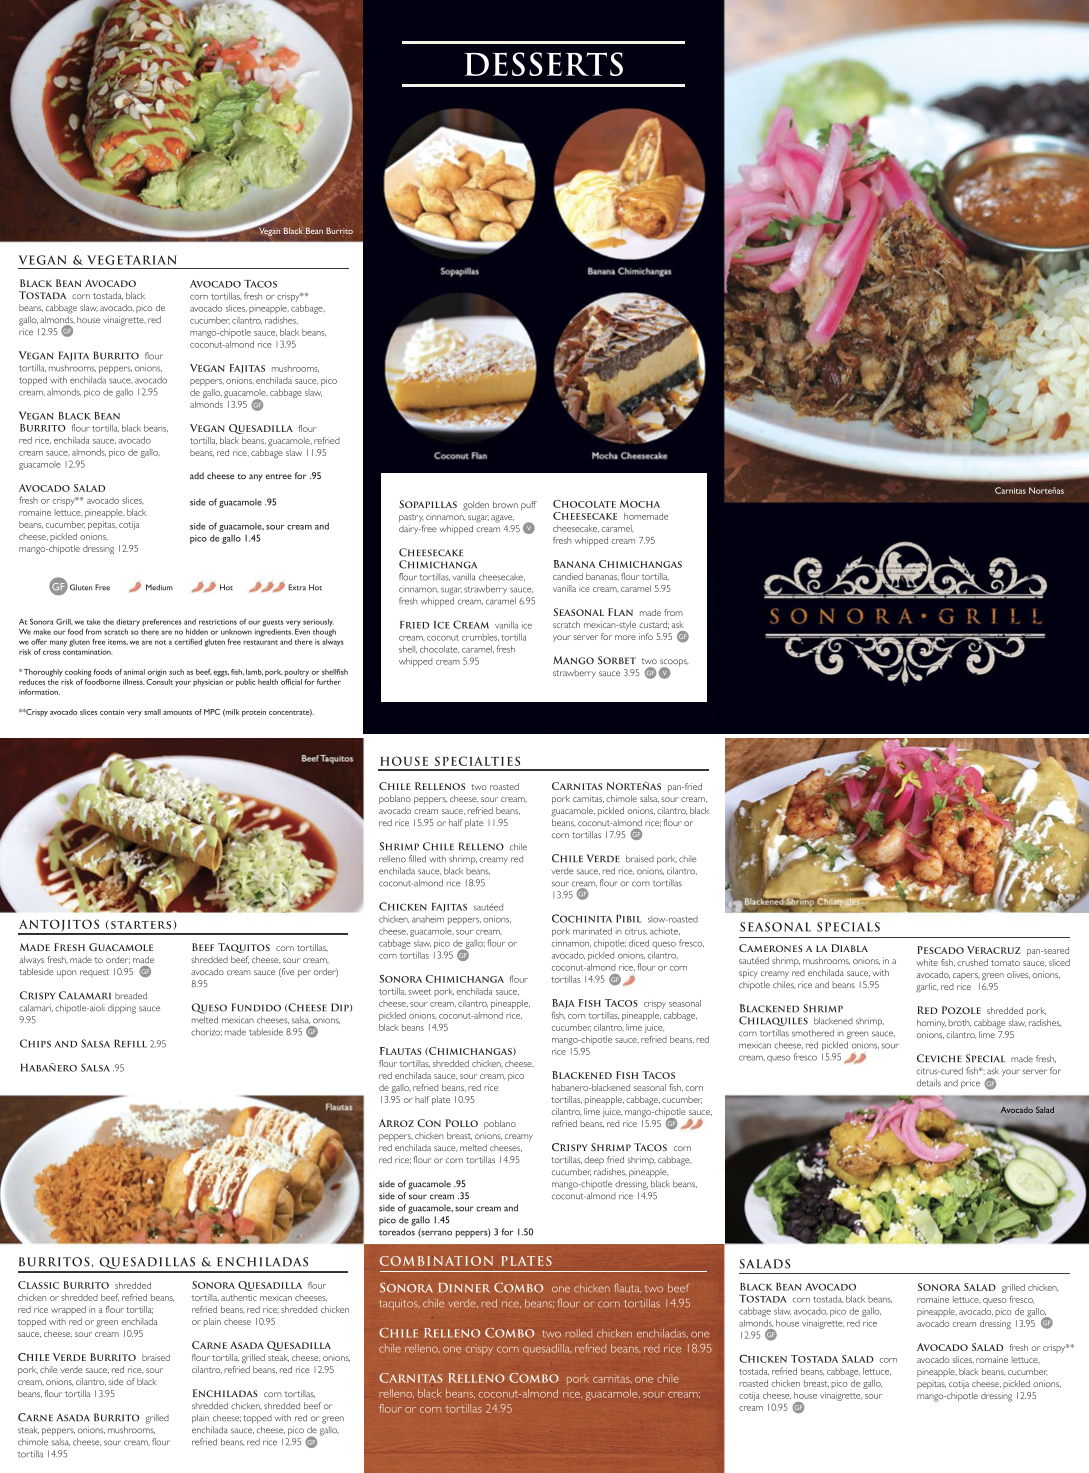 Vegan Black Bean Burrito
VEGAN & VEGETARIAN
BLACK BEAN AVOCADO
TOSTADA corn tostada, black
beans, cabbage slaw, avocado, pico de
gallo, almonds, house vinaigrette, red
rice 12.95 GF
VEGAN FAJITA BURRITO flour
tortilla, mushrooms, peppers, onions,
topped with enchilada sauce, avocado
cream, almonds, pico de gallo 12.95
VEGAN BLACK BEAN
BURRITO flour tortilla, black beans,
red rice, enchilada sauce, avocado
cream sauce, almonds, pico de gallo,
guacamole 12.95
AVOCADO SALAD
fresh or crispy** avocado slices,
romaine lettuce, pineapple, black
beans, cucumber, pepitas, cotija
cheese, pickled onions,
mango-chipotle dressing 12.95
AVOCADO TACOS
corn tortillas, fresh or crispy**
avocado slices, pineapple, cabbage,
cucumber, cilantro, radishes,
mango-chipotle sauce, black beans,
coconut-almond rice 13.95
VEGAN FAJITAS mushrooms,
peppers, onions, enchilada sauce, pico
de gallo, guacamole, cabbage slaw,
almonds 13.95 GF
VEGAN QUESADILLA flour
tortilla, black beans, guacamole, refried
beans, red rice, cabbage slaw 11.95
add cheese to any entree for .95
side of guacamole .95
side of guacamole, sour cream and
pico de gallo 1.45
GF Gluten Free Medium Hot Extra Hot
At Sonora Grill, we take the dietary preferences and restrictions of our guests very seriously.
We make our food from scratch so there are no hidden or unknown ingredients. Even though
we offer many gluten free items, we are not a certified gluten free restaurant and there is always
risk of cross contamination.
* Thoroughly cooking foods of animal origin such as beef, eggs, fish, lamb, pork, poultry or shellfish
reduces the risk of foodborne illness. Consult your physician or public health official for further
information.
**Crispy avocado slices contain very small amounts of MPC (milk protein concentrate).
DESSERTS
Sopapillas
Banana Chimichangas
Coconut Flan
Mocha Cheesecake
SOPAPILLAS golden brown puff
pastry, cinnamon, sugar, agave,
dairy-free whipped cream 4.95 V
CHEESECAKE
CHIMICHANGA
flour tortillas, vanilla cheesecake,
cinnamon, sugar, strawberry sauce,
fresh whipped cream, caramel 6.95
FRIED ICE CREAM vanilla ice
cream, coconut crumbles, tortilla
shell, chocolate, caramel, fresh
whipped cream 5.95
CHOCOLATE MOCHA
CHEESECAKE homemade
cheesecake, caramel,
fresh whipped cream 7.95
BANANA CHIMICHANGAS
candied bananas, flour tortilla,
vanilla ice cream, caramel 5.95
SEASONAL FLAN made from
scratch mexican-style custard; ask
your server for more info 5.95 GF
MANGO SORBET two scoops,
strawberry sauce 3.95 GF V
Carnitas Norteñas
SONORA • GRILL
Beef Taquitos
ANTOJITOS (STARTERS)
MADE FRESH GUACAMOLE
always fresh, made to order; made
tableside upon request 10.95 GF
CRISPY CALAMARI breaded
calamari, chipotle-aioli dipping sauce
9.95
CHIPS AND SALSA REFILL 2.95
HABAÑERO SALSA .95
BEEF TAQUITOS corn tortillas,
shredded beef, cheese, sour cream,
avocado cream sauce (five per order)
8.95
QUESO FUNDIDO (CHEESE DIP)
melted mexican cheeses, salsa, onions,
chorizo; made tableside 8.95 GF
Flautas
BURRITOS, QUESADILLAS & ENCHILADAS
CLASSIC BURRITO shredded
chicken or shredded beef, refried beans,
red rice wrapped in a flour tortilla;
topped with red or green enchilada
sauce, cheese, sour cream 10.95
CHILE VERDE BURRITO braised
pork, chile verde sauce, red rice, sour
cream, onions, cilantro, side of black
beans, flour tortilla 13.95
CARNE ASADA BURRITO grilled
steak, peppers, onions, mushrooms,
chimole salsa, cheese, sour cream, flour
tortilla 14.95
SONORA QUESADILLA flour
tortilla, authentic mexican cheeses,
refried beans, red rice; shredded chicken
or plain cheese 10.95
CARNE ASADA QUESADILLA
flour tortilla, grilled steak, cheese, onions,
cilantro, refried beans, red rice 12.95
ENCHILADAS corn tortillas,
shredded chicken, shredded beef or
plain cheese; topped with red or green
enchilada sauce, cheese, pico de gallo,
refried beans, red rice 12.95 GF
HOUSE SPECIALTIES
CHILE RELLENOS two roasted
poblano peppers, cheese, sour cream,
avocado cream sauce, refried beans,
red rice 15.95 or half plate 11.95
SHRIMP CHILE RELLENO chile
relleno filled with shrimp, creamy red
enchilada sauce, black beans,
coconut-almond rice 18.95
CHICKEN FAJITAS sautéed
chicken, anaheim peppers, onions,
cheese, guacamole, sour cream,
cabbage slaw, pico de gallo; flour or
corn tortillas 13.95 GF
SONORA CHIMICHANGA flour
tortilla, sweet pork, enchilada sauce,
cheese, sour cream, cilantro, pineapple,
pickled onions, coconut-almond rice,
black beans 14.95
FLAUTAS (CHIMICHANGAS)
flour tortillas, shredded chicken, cheese,
red enchilada sauce, sour cream, pico
de gallo, refried beans, red rice
13.95 or half plate 10.95
ARROZ CON POLLO poblano
peppers, chicken breast, onions, creamy
red enchilada sauce, melted cheeses,
red rice; flour or corn tortillas 14.95
side of guacamole .95
side of sour cream .35
side of guacamole, sour cream and
pico de gallo 1.45
toreados (serrano peppers) 3 for 1.50
CARNITAS NORTEÑAS pan-fried
pork carnitas, chimole salsa, sour cream,
guacamole, pickled onions, cilantro, black
beans, coconut-almond rice; flour or
corn tortillas 17.95 GF
CHILE VERDE braised pork, chile
verde sauce, red rice, onions, cilantro,
sour cream, flour or corn tortillas
13.95 GF
COCHINITA PIBIL slow-roasted
pork marinated in citrus, achiote,
cinnamon, chipotle; diced queso fresco,
avocado, pickled onions, cilantro,
coconut-almond rice, flour or corn
tortillas 14.95 GF
BAJA FISH TACOS crispy seasonal
fish, corn tortillas, pineapple, cabbage,
cucumber, cilantro, lime juice,
mango-chipotle sauce, refried beans, red
rice 15.95
BLACKENED FISH TACOS
habanero-blackened seasonal fish, corn
tortillas, pineapple, cabbage, cucumber,
cilantro, lime juice, mango-chipotle sauce,
refried beans, red rice 15.95 GF
CRISPY SHRIMP TACOS corn
tortillas, deep fried shrimp, cabbage,
cucumber, radishes, pineapple,
mango-chipotle dressing, black beans,
coconut-almond rice 14.95
COMBINATION PLATES
SONORA DINNER COMBO one chicken flauta, two beef
taquitos, chile verde, red rice, beans; flour or corn tortillas 14.95
CHILE RELLENO COMBO two rolled chicken enchiladas, one
chile relleno, one crispy corn quesadilla, refried beans, red rice 18.95
CARNITAS RELLENO COMBO pork carnitas, one chile
relleno, black beans, coconut-almond rice, guacamole, sour cream;
flour or corn tortillas 24.95
Blackened Shrimp Chilaquiles
SEASONAL SPECIALS
CAMERONES A LA DIABLA
sautéed shrimp, mushrooms, onions, in a
spicy creamy red enchilada sauce, with
chipotle chiles, rice and beans 15.95
BLACKENED SHRIMP
CHILAQUILES blackened shrimp,
corn tortillas smothered in green sauce,
mexican cheese, red pickled onions, sour
cream, queso fresco 15.95
PESCADO VERACRUZ pan-seared
white fish, crushed tomato sauce, sliced
avocado, capers, green olives, onions,
garlic, red rice 16.95
RED POZOLE shredded pork,
hominy, broth, cabbage slaw, radishes,
onions, cilantro, lime 7.95
CEVICHE SPECIAL made fresh,
citrus-cured fish*; ask your server for
details and price GF
Avocado Salad
SALADS
BLACK BEAN AVOCADO
TOSTADA corn tostada, black beans,
cabbage slaw, avocado, pico de gallo,
almonds, house vinaigrette, red rice
12.95 GF
CHICKEN TOSTADA SALAD corn
tostada, refried beans, cabbage, lettuce,
roasted chicken breast, pico de gallo,
cotija cheese, house vinaigrette, sour
cream 10.95 GF
SONORA SALAD grilled chicken,
romaine lettuce, queso fresco,
pineapple, avocado, pico de gallo,
avocado cream dressing 13.95 GF
AVOCADO SALAD fresh or crispy**
avocado slices, romaine lettuce,
pineapple, black beans, cucumber,
pepitas, cotija cheese, pickled onions,
mango-chipotle dressing 12.95